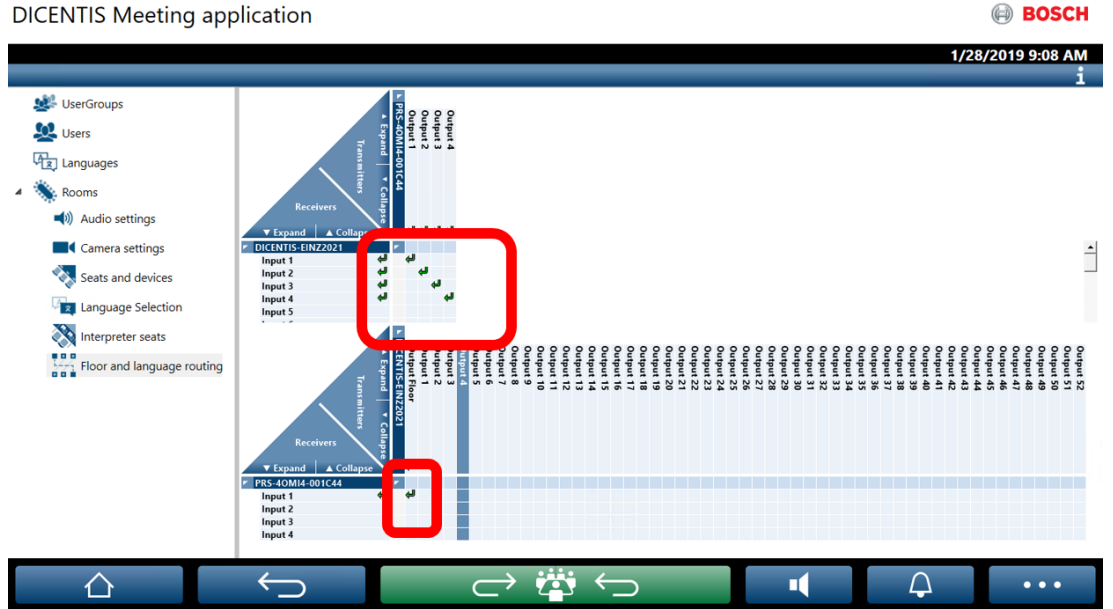 DICENTIS Meeting application
BOSCH
1/28/2019 9:08 AM
i
UserGroups
Users
Languages
Rooms
Audio settings
Camera settings
Seats and devices
Language Selection
Interpreter seats
Floor and language routing
Transmitters
▲ Expand
▼ Collapse
Receivers
▼ Expand
▲ Collapse
PRS-4OMI4-001C44
Output 1
Output 2
Output 3
Output 4
DICENTIS-EINZ2021
Input 1
Input 2
Input 3
Input 4
Input 5
Transmitters
▲ Expand
▼ Collapse
Receivers
▼ Expand
▲ Collapse
Output Floor
Output 1
Output 2
Output 3
Output 4
Output 5
Output 6
Output 7
Output 8
Output 9
Output 10
Output 11
Output 12
Output 13
Output 14
Output 15
Output 16
Output 17
Output 18
Output 19
Output 20
Output 21
Output 22
Output 23
Output 24
Output 25
Output 26
Output 27
Output 28
Output 29
Output 30
Output 31
Output 32
Output 33
Output 34
Output 35
Output 36
Output 37
Output 38
Output 39
Output 40
Output 41
Output 42
Output 43
Output 44
Output 45
Output 46
Output 47
Output 48
Output 49
Output 50
Output 51
Output 52
PRS-4OMI4-001C44
Input 1
Input 2
Input 3
Input 4